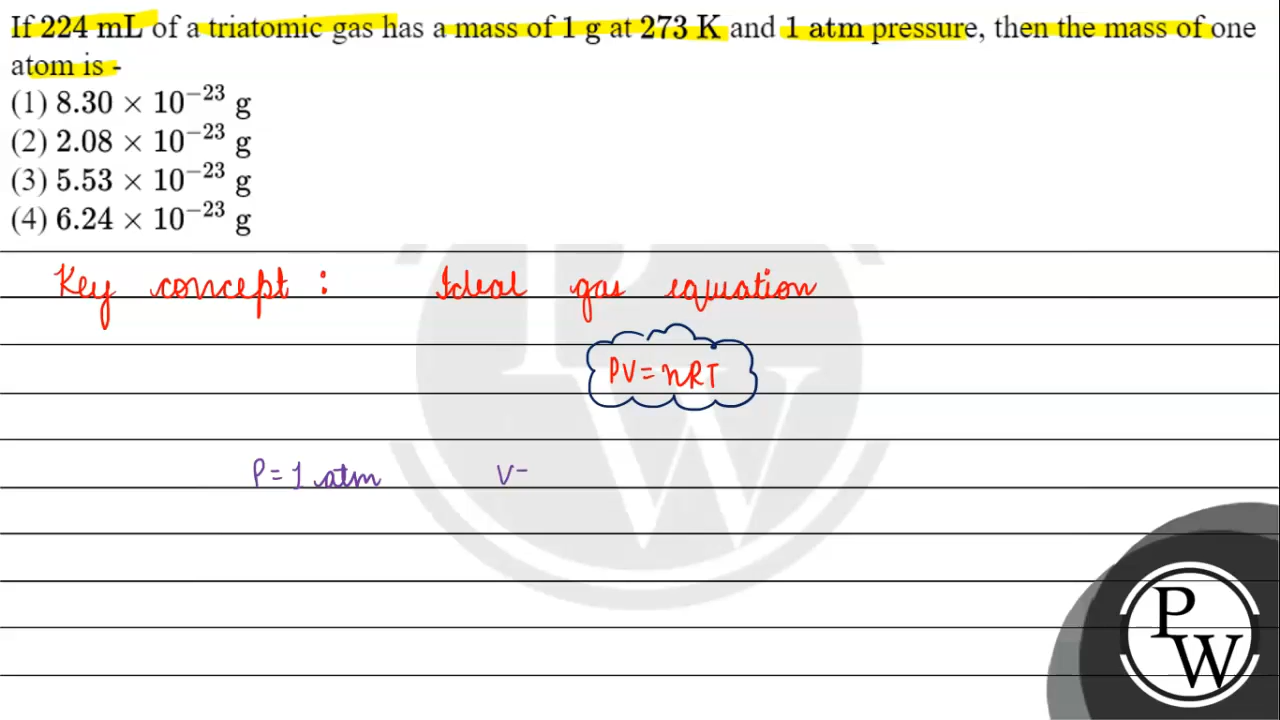 If 224 mL of a triatomic gas has a mass of 1 g at 273 K and 1 atm pressure, then the mass of one
atom is -
(1) 8.30 × 10⁻²³ g
(2) 2.08 × 10⁻²³ g
(3) 5.53 × 10⁻²³ g
(4) 6.24 × 10⁻²³ g
Key concept : Ideal gas equation
PV = nRT
P = 1 atm V =
P
W
P
W